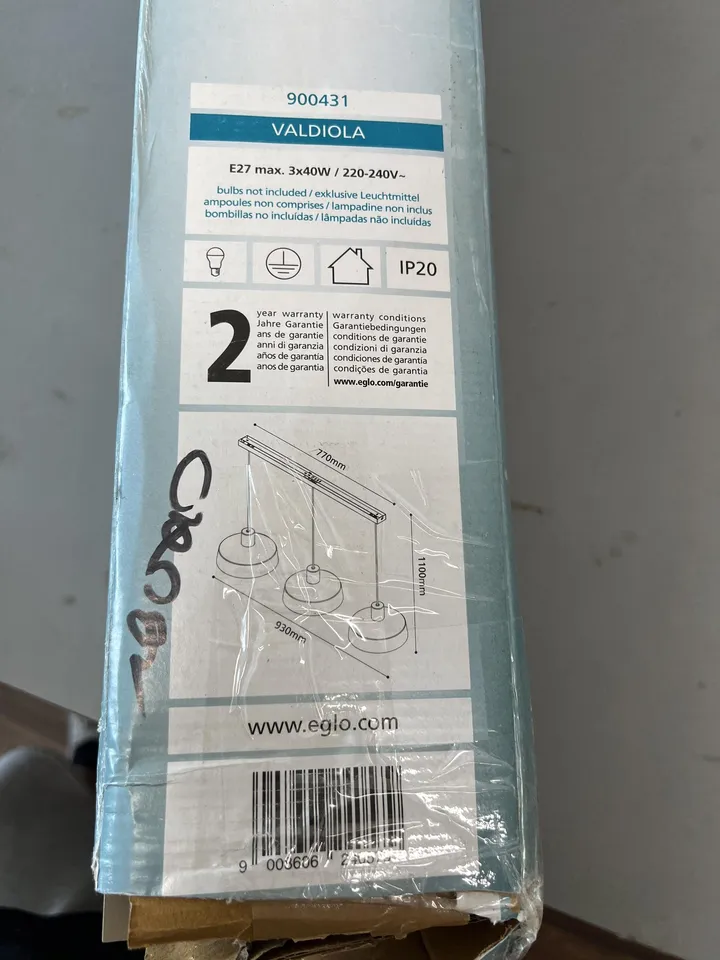 900431
VALDIOLA
E27 max. 3x40W / 220-240V~
bulbs not included / exklusive Leuchtmittel
ampoules non comprises / lampadine non inclus
bombillas no incluidas / lâmpadas não incluídas
IP20
2
year warranty
Jahre Garantie
ans de garantie
anni di garanzia
años de garantía
anos de garantia
warranty conditions
Garantiebedingungen
conditions de garantie
condizioni di garanzia
condiciones de garantía
condições de garantia
www.eglo.com/garantie
770mm
1100mm
930mm
www.eglo.com
9 003606